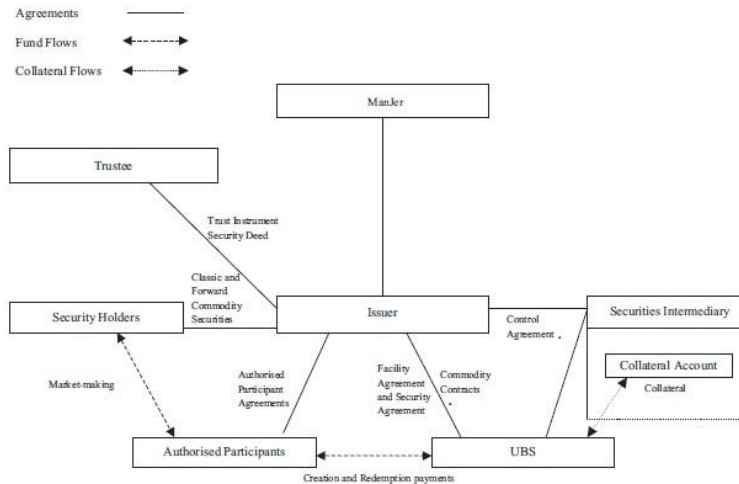 Agreements
Fund Flows
Collateral Flows
ManJer
Trustee
Trust Instrument
Security Deed
Classic and
Forward
Commodity
Securities
Security Holders
Issuer
Securities Intermediary
Control
Agreement
Collateral Account
Collateral
Market-making
Authorised
Participant
Agreements
Facility
Agreement
and Security
Agreement
Commodity
Contracts
Authorised Participants
UBS
Creation and Redemption payments